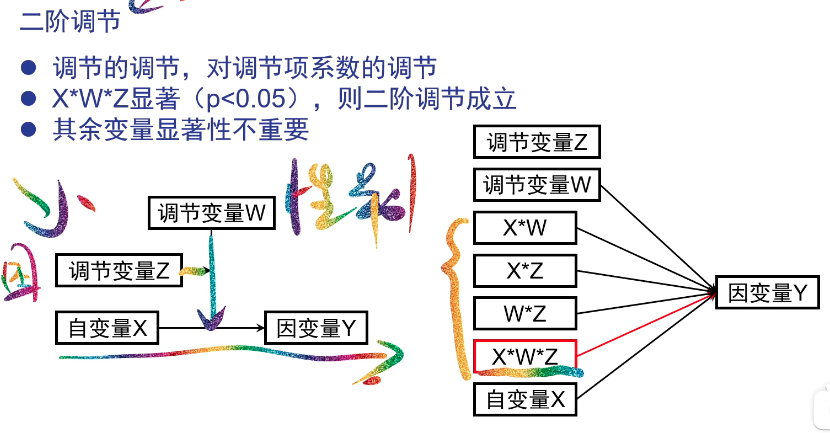 二阶调节
调节的调节，对调节项系数的调节
X*W*Z显著（p<0.05），则二阶调节成立
其余变量显著性不重要
性别
调节变量W
调节变量Z
自变量X
因变量Y
调节变量Z
调节变量W
X*W
X*Z
W*Z
X*W*Z
自变量X
因变量Y